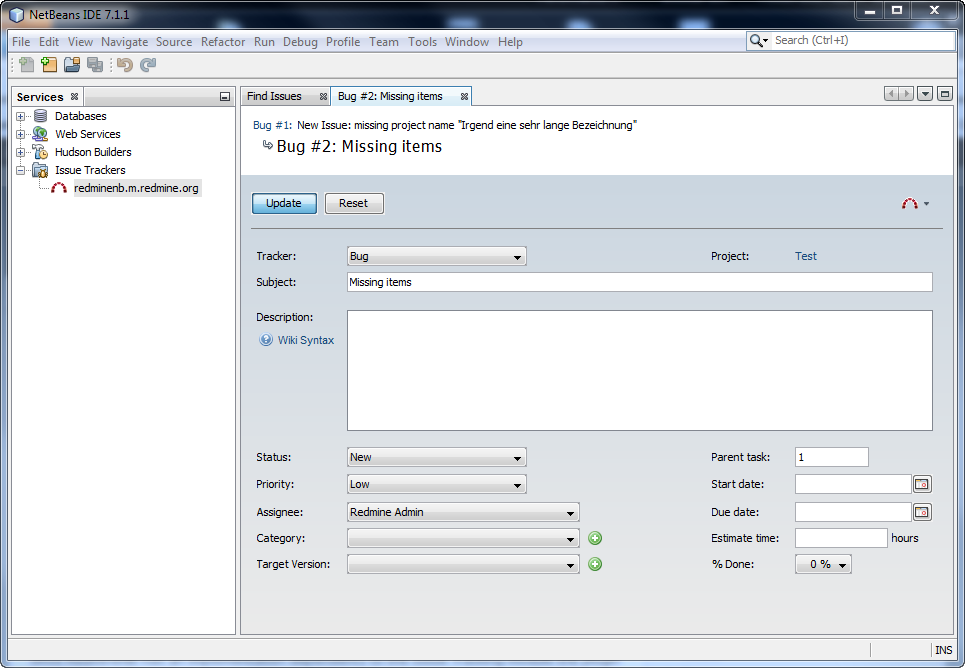 NetBeans IDE 7.1.1
File Edit View Navigate Source Refactor Run Debug Profile Team Tools Window Help
Search (Ctrl+I)
Services
Databases
Web Services
Hudson Builders
Issue Trackers
redminenb.m.redmine.org
Find Issues
Bug #2: Missing items
Bug #1: New Issue: missing project name "Irgend eine sehr lange Bezeichnung"
Bug #2: Missing items
Update Reset
Tracker: Bug Project: Test
Subject: Missing items
Description:
Wiki Syntax
Status: New Parent task: 1
Priority: Low Start date:
Assignee: Redmine Admin Due date:
Category: Estimate time: hours
Target Version: % Done: 0 %
INS